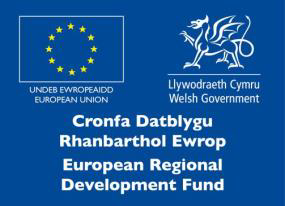 UNDEB EWROPEAIDD
EUROPEAN UNION
Llywodraeth Cymru
Welsh Government
Cronfa Datblygu
Rhanbarthol Ewrop
European Regional
Development Fund